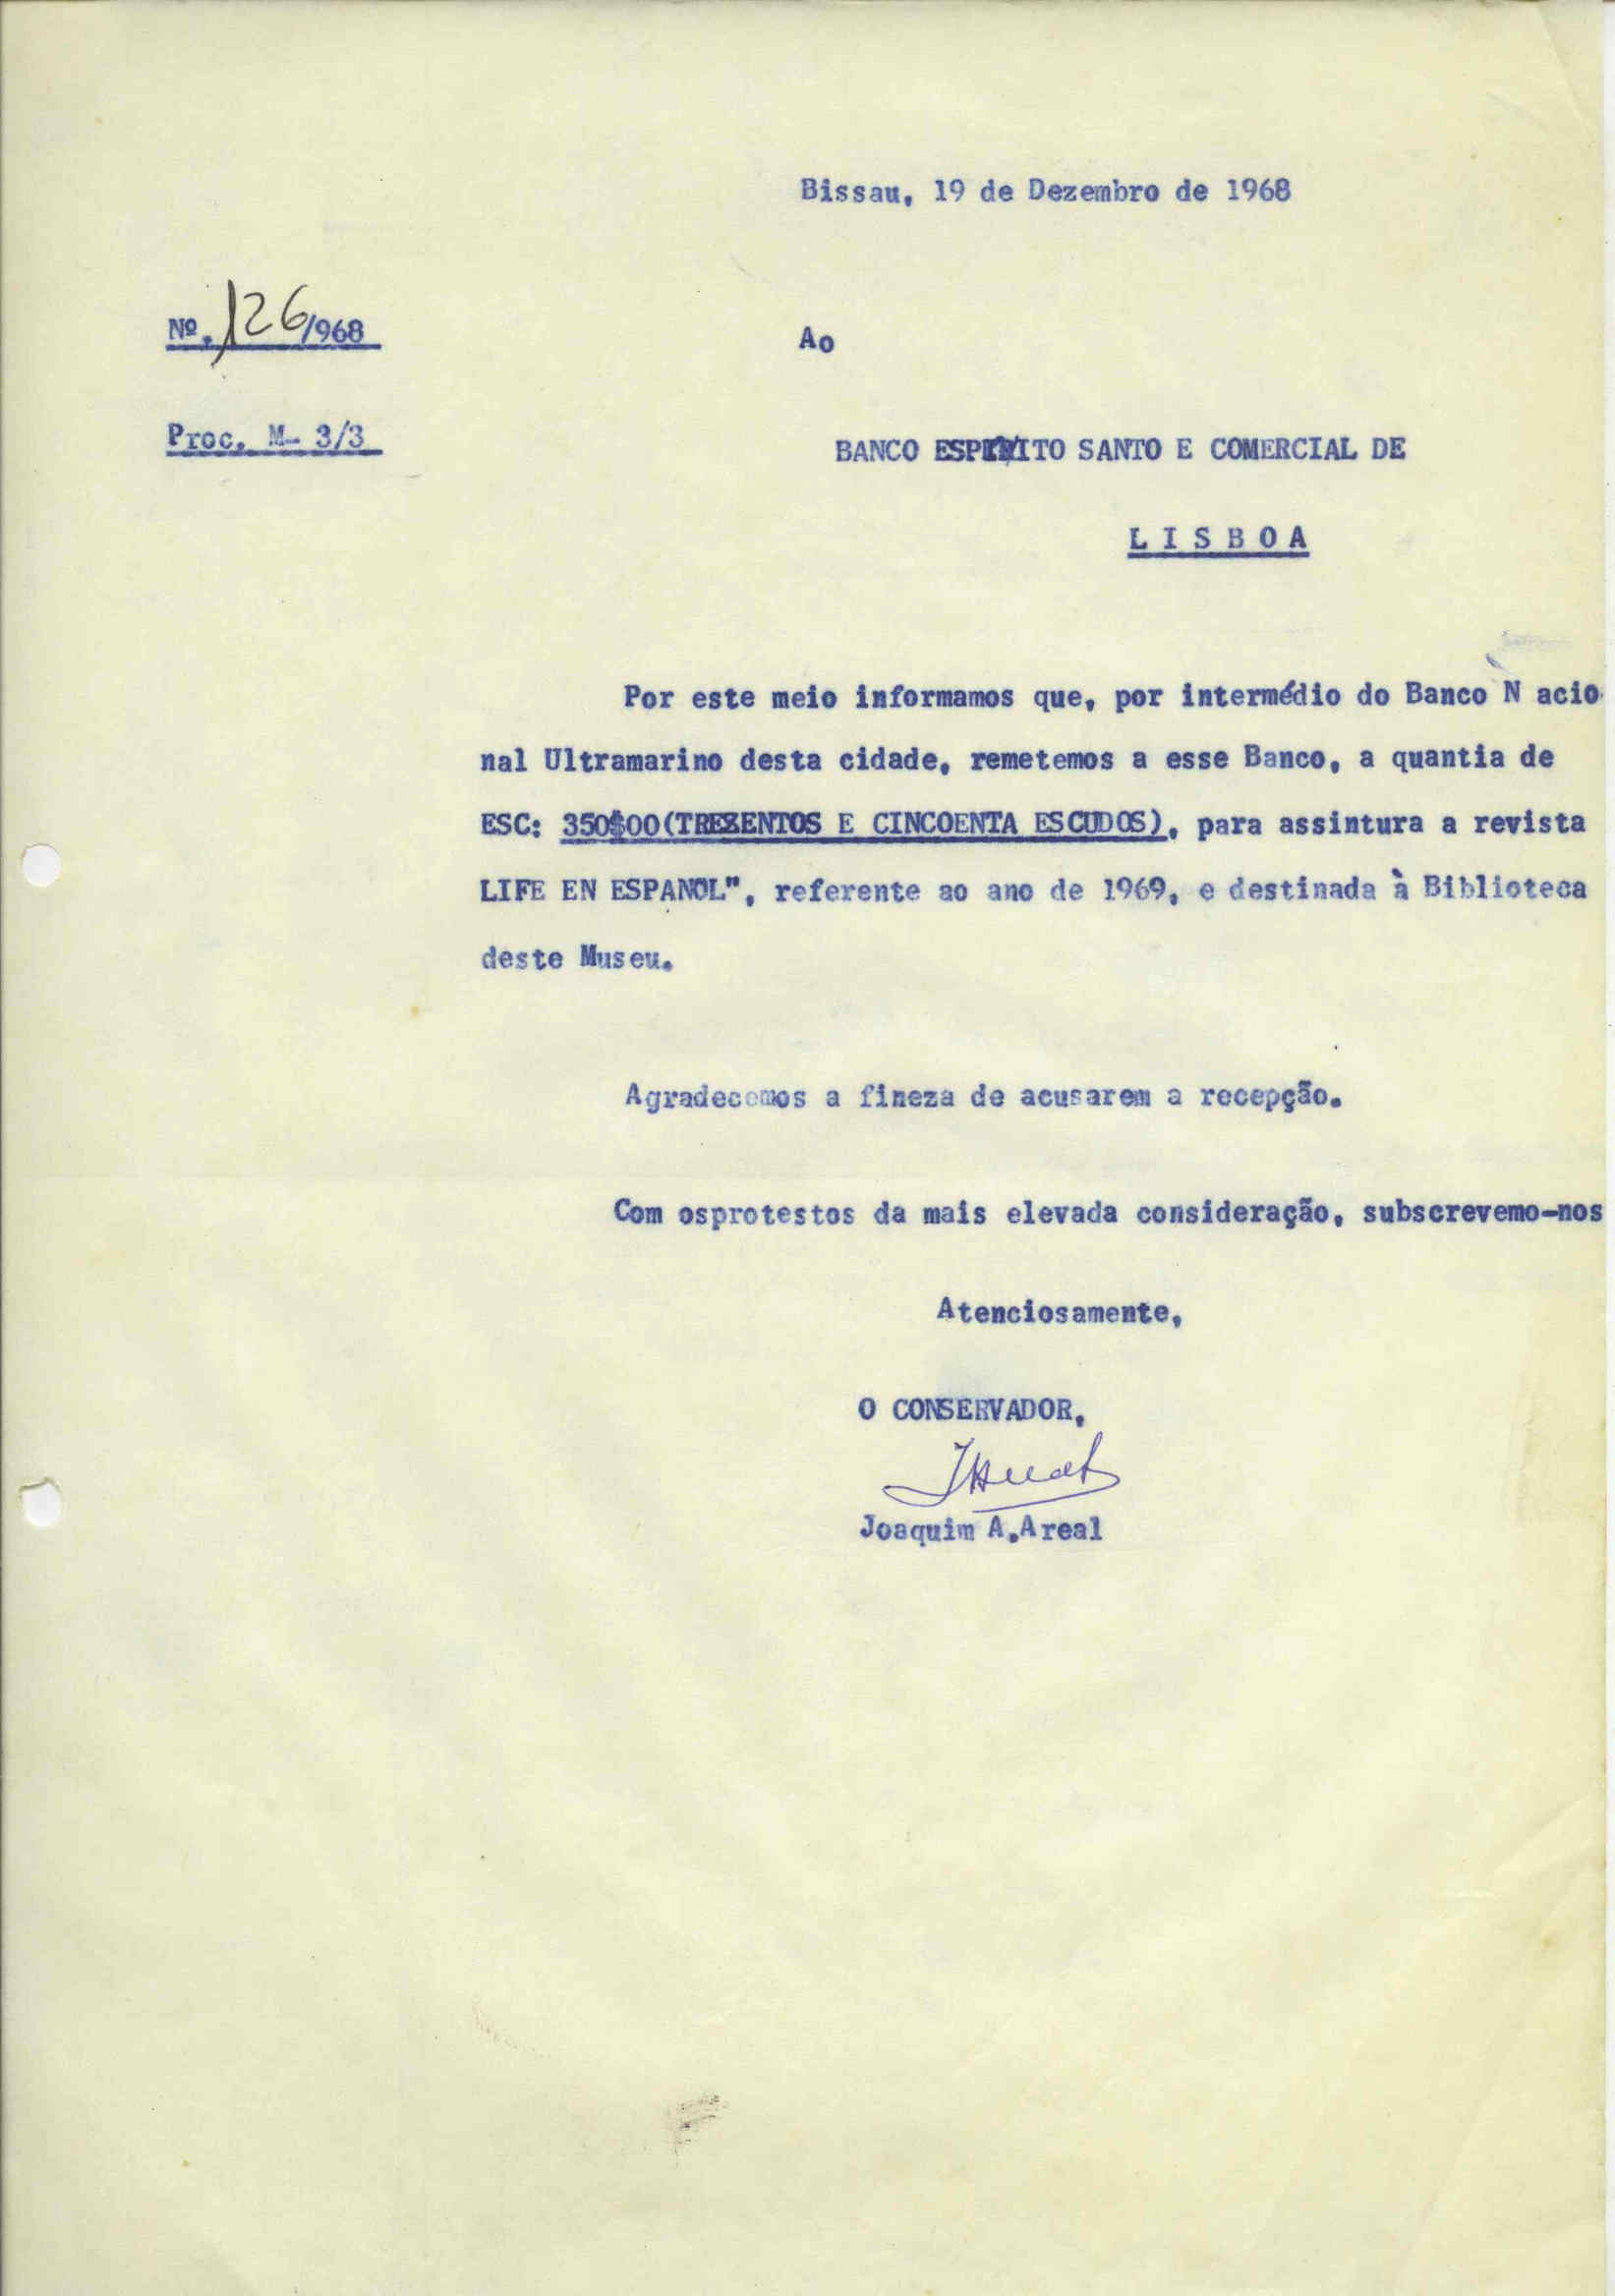 Bissau, 19 de Dezembro de 1968
Nº. 126/968
Ao
Proc. M- 3/3
BANCO ESPIRITO SANTO E COMERCIAL DE
L I S B O A
Por este meio informamos que, por intermédio do Banco N acio-
nal Ultramarino desta cidade, remetemos a esse Banco, a quantia de
ESC: 350$00(TREZENTOS E CINCOENTA ESCUDOS), para assintura a revista
LIFE EN ESPANOL", referente ao ano de 1969, e destinada à Biblioteca
deste Museu.
Agradecemos a fineza de acusarem a recepção.
Com osprotestos da mais elevada consideração, subscrevemo-nos
Atenciosamente,
O CONSERVADOR,
Joaquim A.Areal